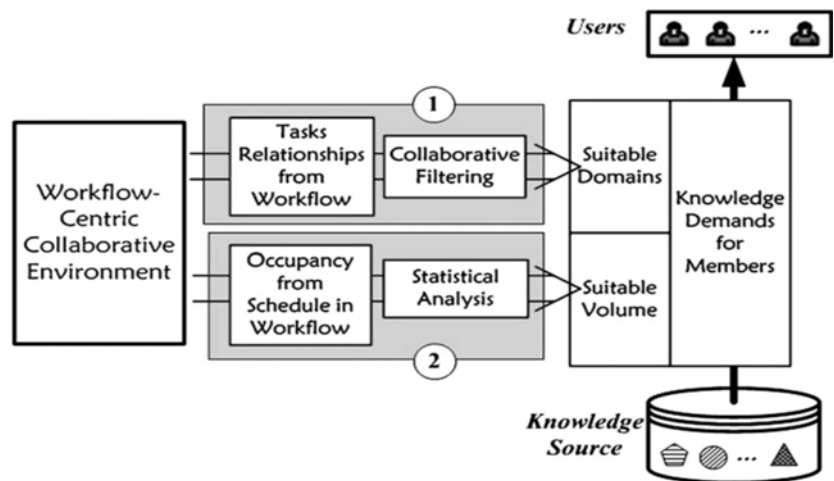 Users
...
1
Tasks
Relationships
from
Workflow
Collaborative
Filtering
Suitable
Domains
Workflow-
Centric
Collaborative
Environment
Knowledge
Demands
for
Members
Occupancy
from
Schedule in
Workflow
Statistical
Analysis
Suitable
Volume
2
Knowledge
Source
...